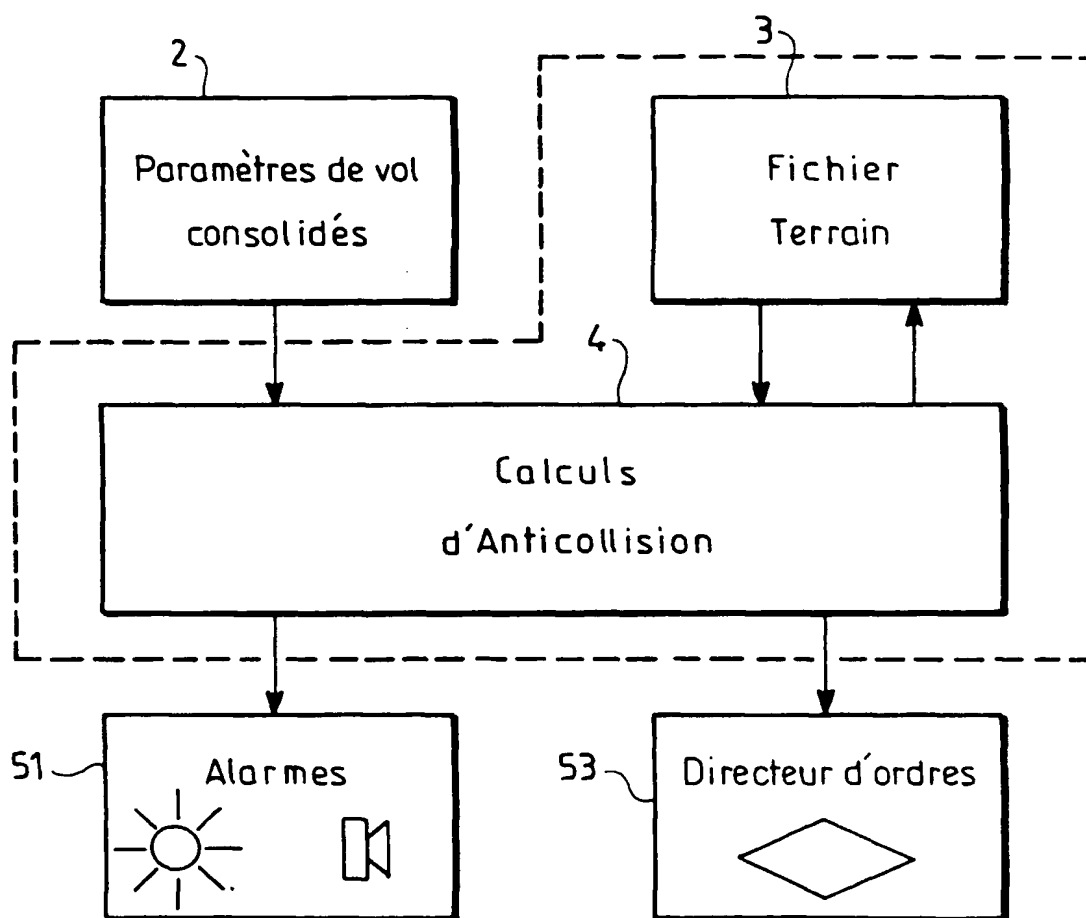 2
3
Paramètres de vol
consolidés
Fichier
Terrain
4
Calculs
d'Anticollision
51
Alarmes
53
Directeur d'ordres